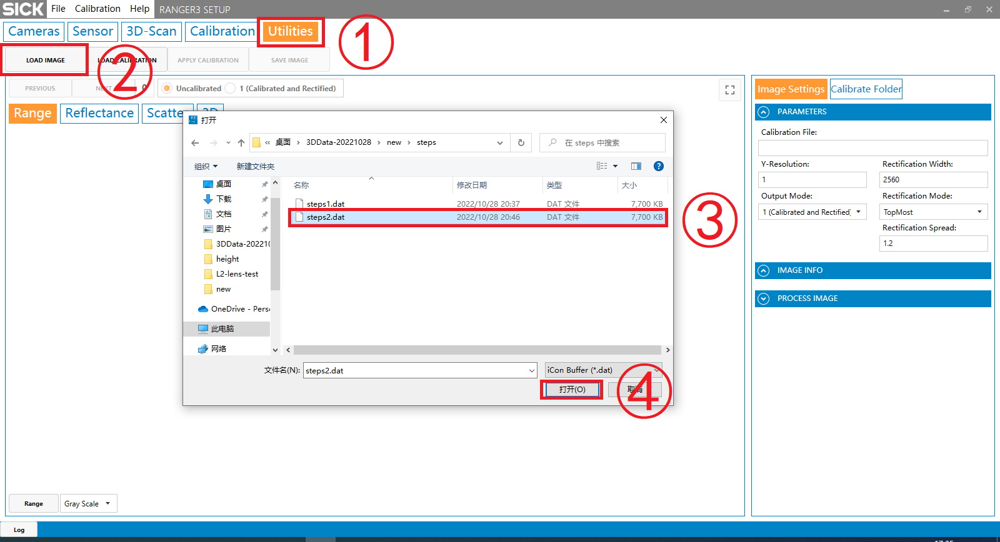 SICK File Calibration Help RANGER3 SETUP
Cameras Sensor 3D-Scan Calibration Utilities ①
LOAD IMAGE LOAD CALIBRATION APPLY CALIBRATION SAVE IMAGE
②
PREVIOUS NEXT 0 Uncalibrated 1 (Calibrated and Rectified)
Range Reflectance Scatte 3D
打开
« 桌面 › 3DData-20221028 › new › steps
在 steps 中搜索
组织 新建文件夹
桌面
下载
文档
图片
3DData-202210
height
L2-lens-test
new
OneDrive - Perso
此电脑
网络
名称 修改日期 类型 大小
steps1.dat 2022/10/28 20:37 DAT 文件 7,700 KB
steps2.dat 2022/10/28 20:46 DAT 文件 7,700 KB
③
文件名(N): steps2.dat iCon Buffer (*.dat)
打开(O) 取消
④
Image Settings Calibrate Folder
PARAMETERS
Calibration File:
Y-Resolution: Rectification Width:
1 2560
Output Mode: Rectification Mode:
1 (Calibrated and Rectified) TopMost
Rectification Spread:
1.2
IMAGE INFO
PROCESS IMAGE
Range Gray Scale
Log